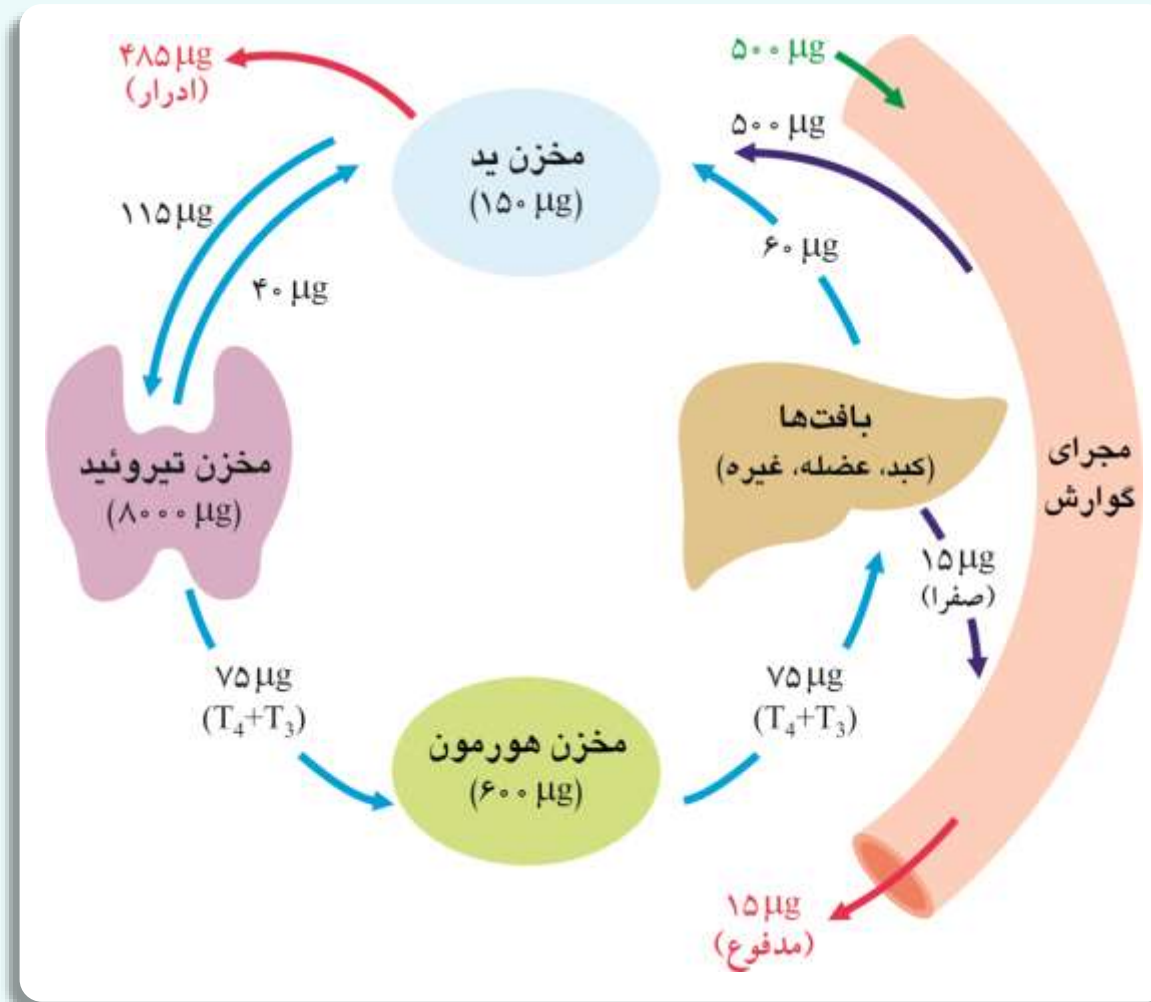 ۴۸۵ µg
(ادرار)
۵۰۰ µg
۵۰۰ µg
مخزن ید
(۱۵۰ µg)
۱۱۵ µg
۴۰ µg
۶۰ µg
مخزن تیروئید
(۸۰۰۰ µg)
بافت‌ها
(کبد، عضله، غیره)
مجرای
گوارش
۱۵ µg
(صفرا)
۷۵ µg
(T₄+T₃)
۷۵ µg
(T₄+T₃)
مخزن هورمون
(۶۰۰ µg)
۱۵ µg
(مدفوع)